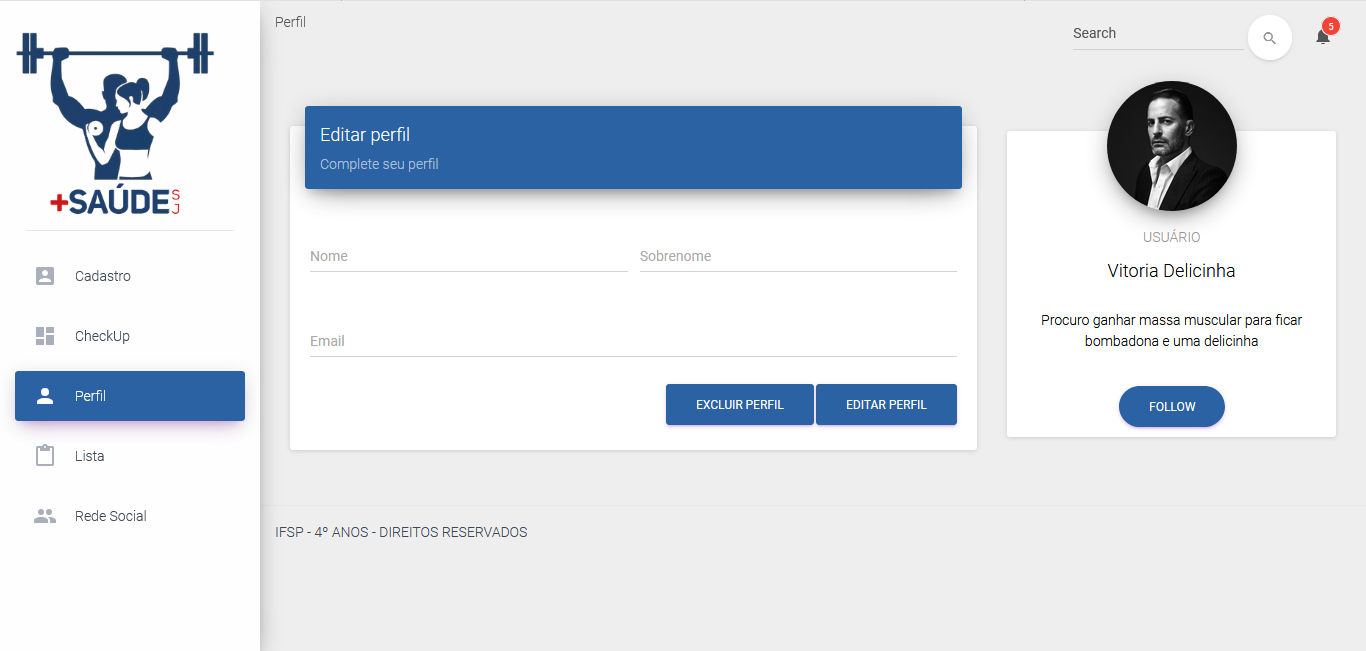 +SAÚDE SJ
Cadastro
CheckUp
Perfil
Lista
Rede Social
Perfil
Search
5
Editar perfil
Complete seu perfil
Nome
Sobrenome
Email
EXCLUIR PERFIL
EDITAR PERFIL
USUÁRIO
Vitoria Delicinha
Procuro ganhar massa muscular para ficar
bombadona e uma delicinha
FOLLOW
IFSP - 4º ANOS - DIREITOS RESERVADOS